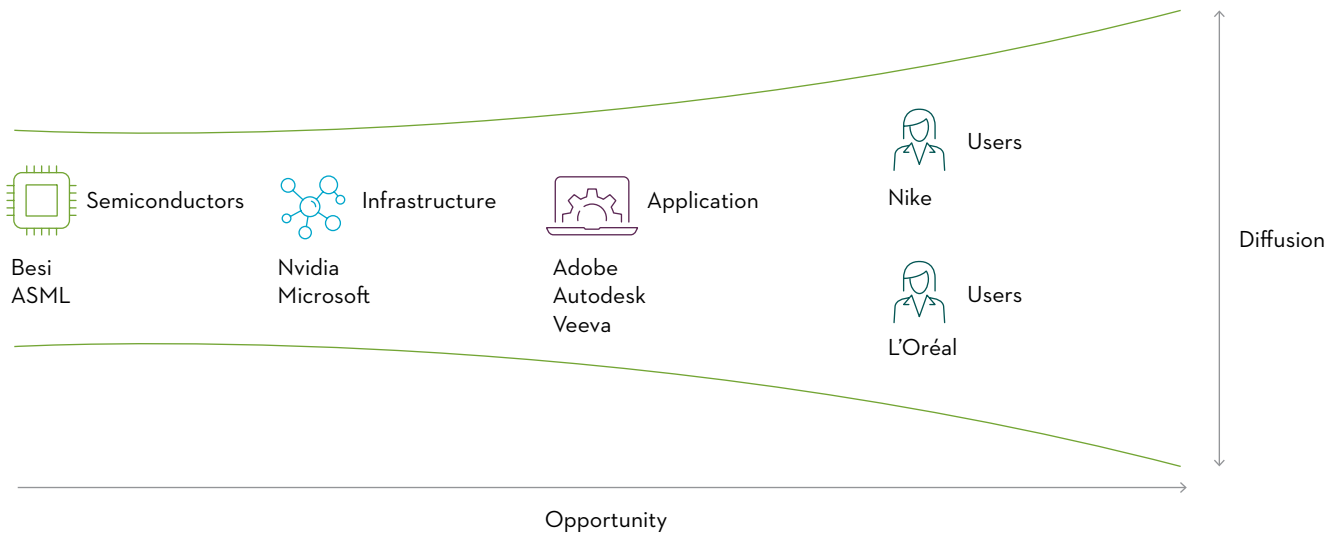 Semiconductors
Besi
ASML
Infrastructure
Nvidia
Microsoft
Application
Adobe
Autodesk
Veeva
Users
Nike
Users
L'Oréal
Diffusion
Opportunity